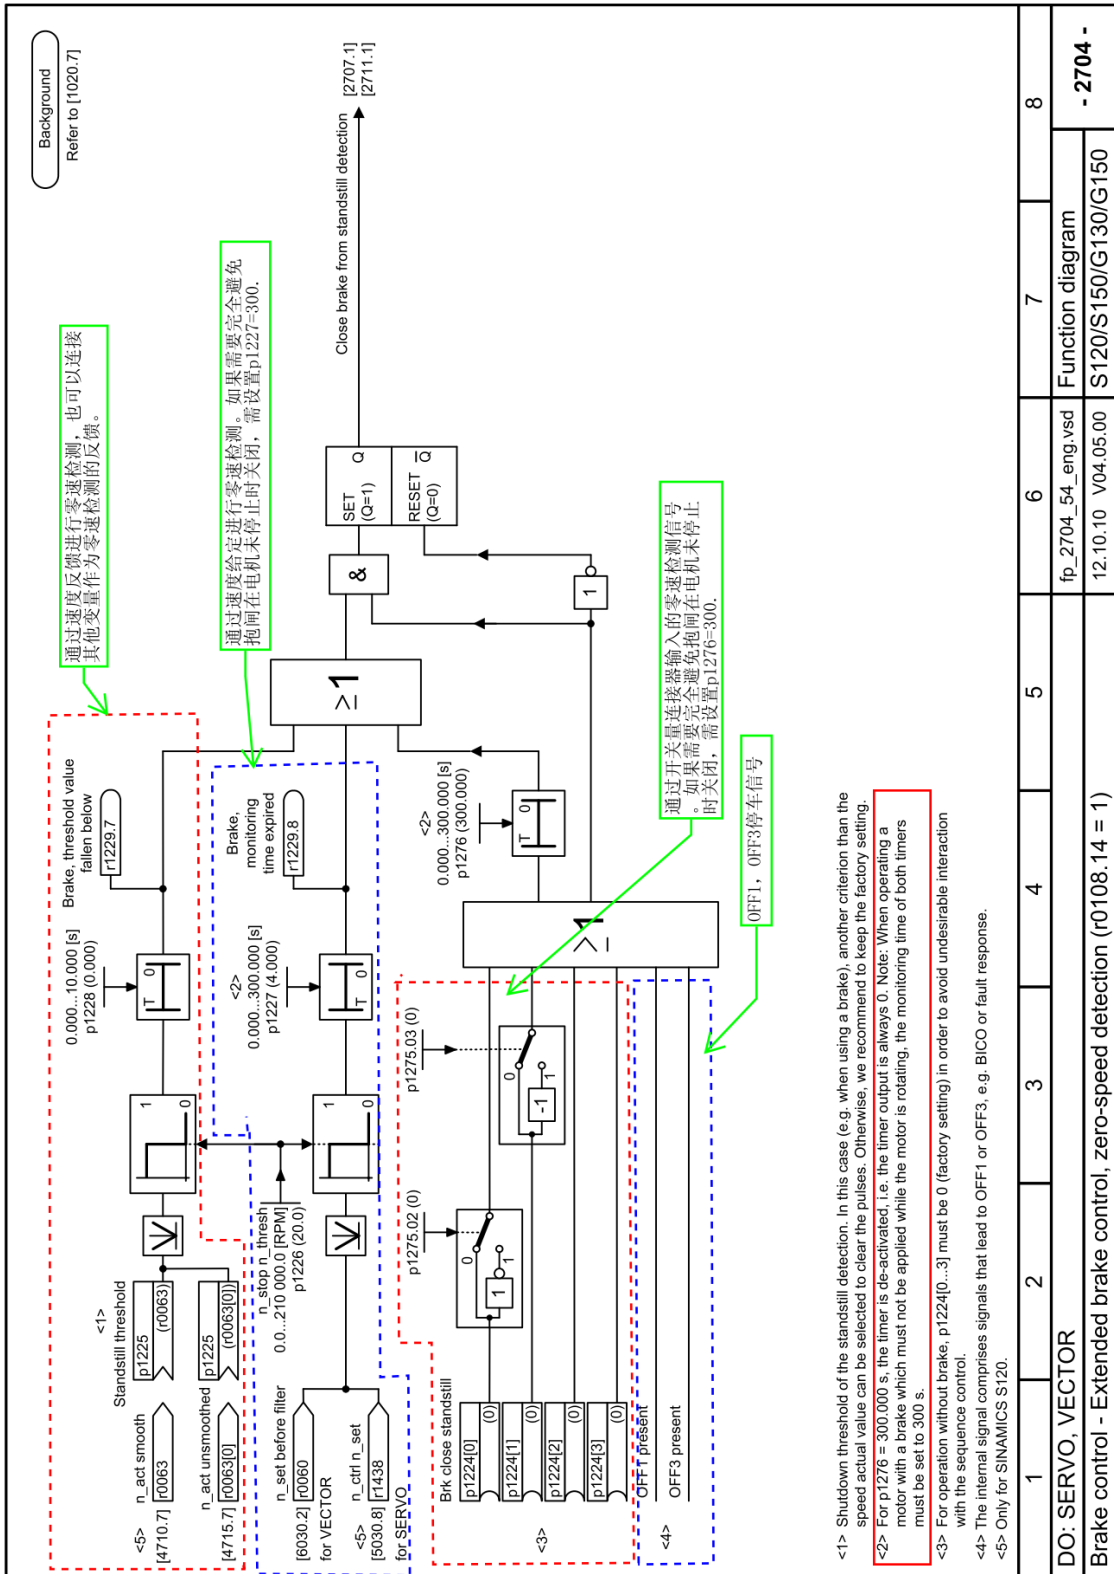 Background
Refer to [1020.7]
通过速度反馈进行零速检测，也可以连接
其他变量作为零速检测的反馈。
通过速度给定进行零速检测。如果需要完全避免
抱闸在电机未停止时关闭，需设置p1227=300.
<1>
Standstill threshold
<5>
n_act smooth
[4710.7]
r0063
p1225
(r0063)
n_act unsmoothed
[4715.7]
r0063[0]
p1225
(r0063[0])
0.000...10.000 [s]
p1228 (0.000)
1
0
T
0
Brake, threshold value
fallen below
r1229.7
n_stop n_thresh
0.0...210 000.0 [RPM]
p1226 (20.0)
n_set before filter
[6030.2]
r0060
for VECTOR
<5>
n_ctrl n_set
[5030.8]
r1438
for SERVO
<2>
0.000...300.000 [s]
p1227 (4.000)
1
0
T
0
Brake,
monitoring
time expired
r1229.8
≥1
&
SET
(Q=1)
Q
RESET
(Q=0)
Q
Close brake from standstill detection
[2707.1]
[2711.1]
1
<2>
0.000...300.000 [s]
p1276 (300.000)
T
0
通过开关量连接器输入的零速检测信号
。如果需要完全避免抱闸在电机未停止
时关闭，需设置p1276=300.
Brk close standstill
p1224[0]
(0)
p1224[1]
(0)
p1224[2]
(0)
p1224[3]
(0)
<3>
p1275.02 (0)
0
1
1
p1275.03 (0)
0
1
-1
≥1
OFF1 present
OFF3 present
<4>
OFF1, OFF3停车信号
<1> Shutdown threshold of the standstill detection. In this case (e.g. when using a brake), another criterion than the
speed actual value can be selected to clear the pulses. Otherwise, we recommend to keep the factory setting.
<2> For p1276 = 300.000 s, the timer is de-activated, i.e. the timer output is always 0. Note: When operating a
motor with a brake which must not be applied while the motor is rotating, the monitoring time of both timers
must be set to 300 s.
<3> For operation without brake, p1224[0...3] must be 0 (factory setting) in order to avoid undesirable interaction
with the sequence control.
<4> The internal signal comprises signals that lead to OFF1 or OFF3, e.g. BICO or fault response.
<5> Only for SINAMICS S120.
1
2
3
4
5
6
7
8
DO: SERVO, VECTOR
fp_2704_54_eng.vsd
Function diagram
- 2704 -
Brake control - Extended brake control, zero-speed detection (r0108.14 = 1)
12.10.10 V04.05.00
S120/S150/G130/G150